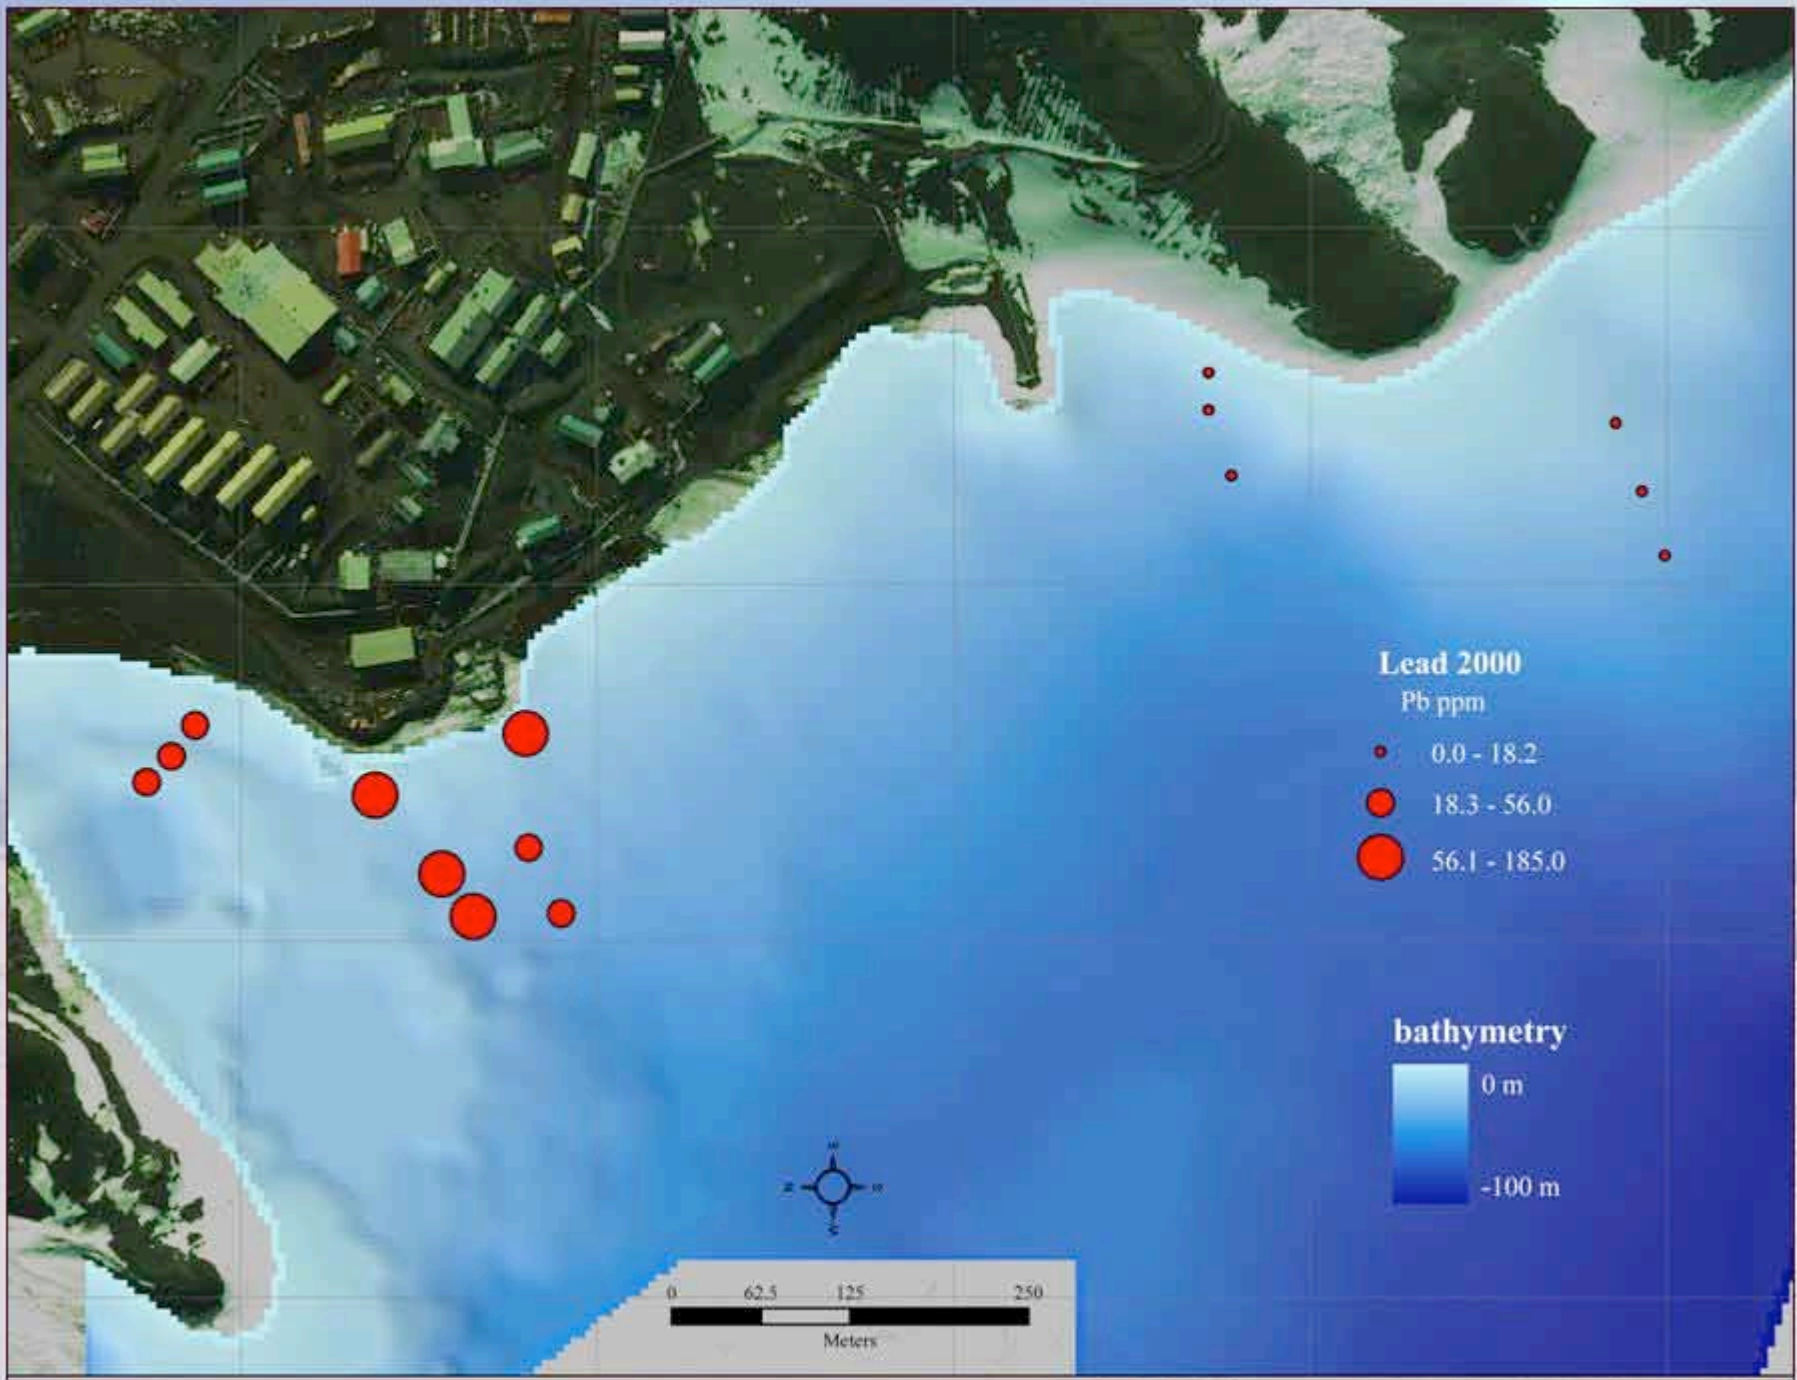 Lead 2000
Pb ppm
0.0 - 18.2
18.3 - 56.0
56.1 - 185.0
bathymetry
0 m
-100 m
0 62.5 125 250
Meters